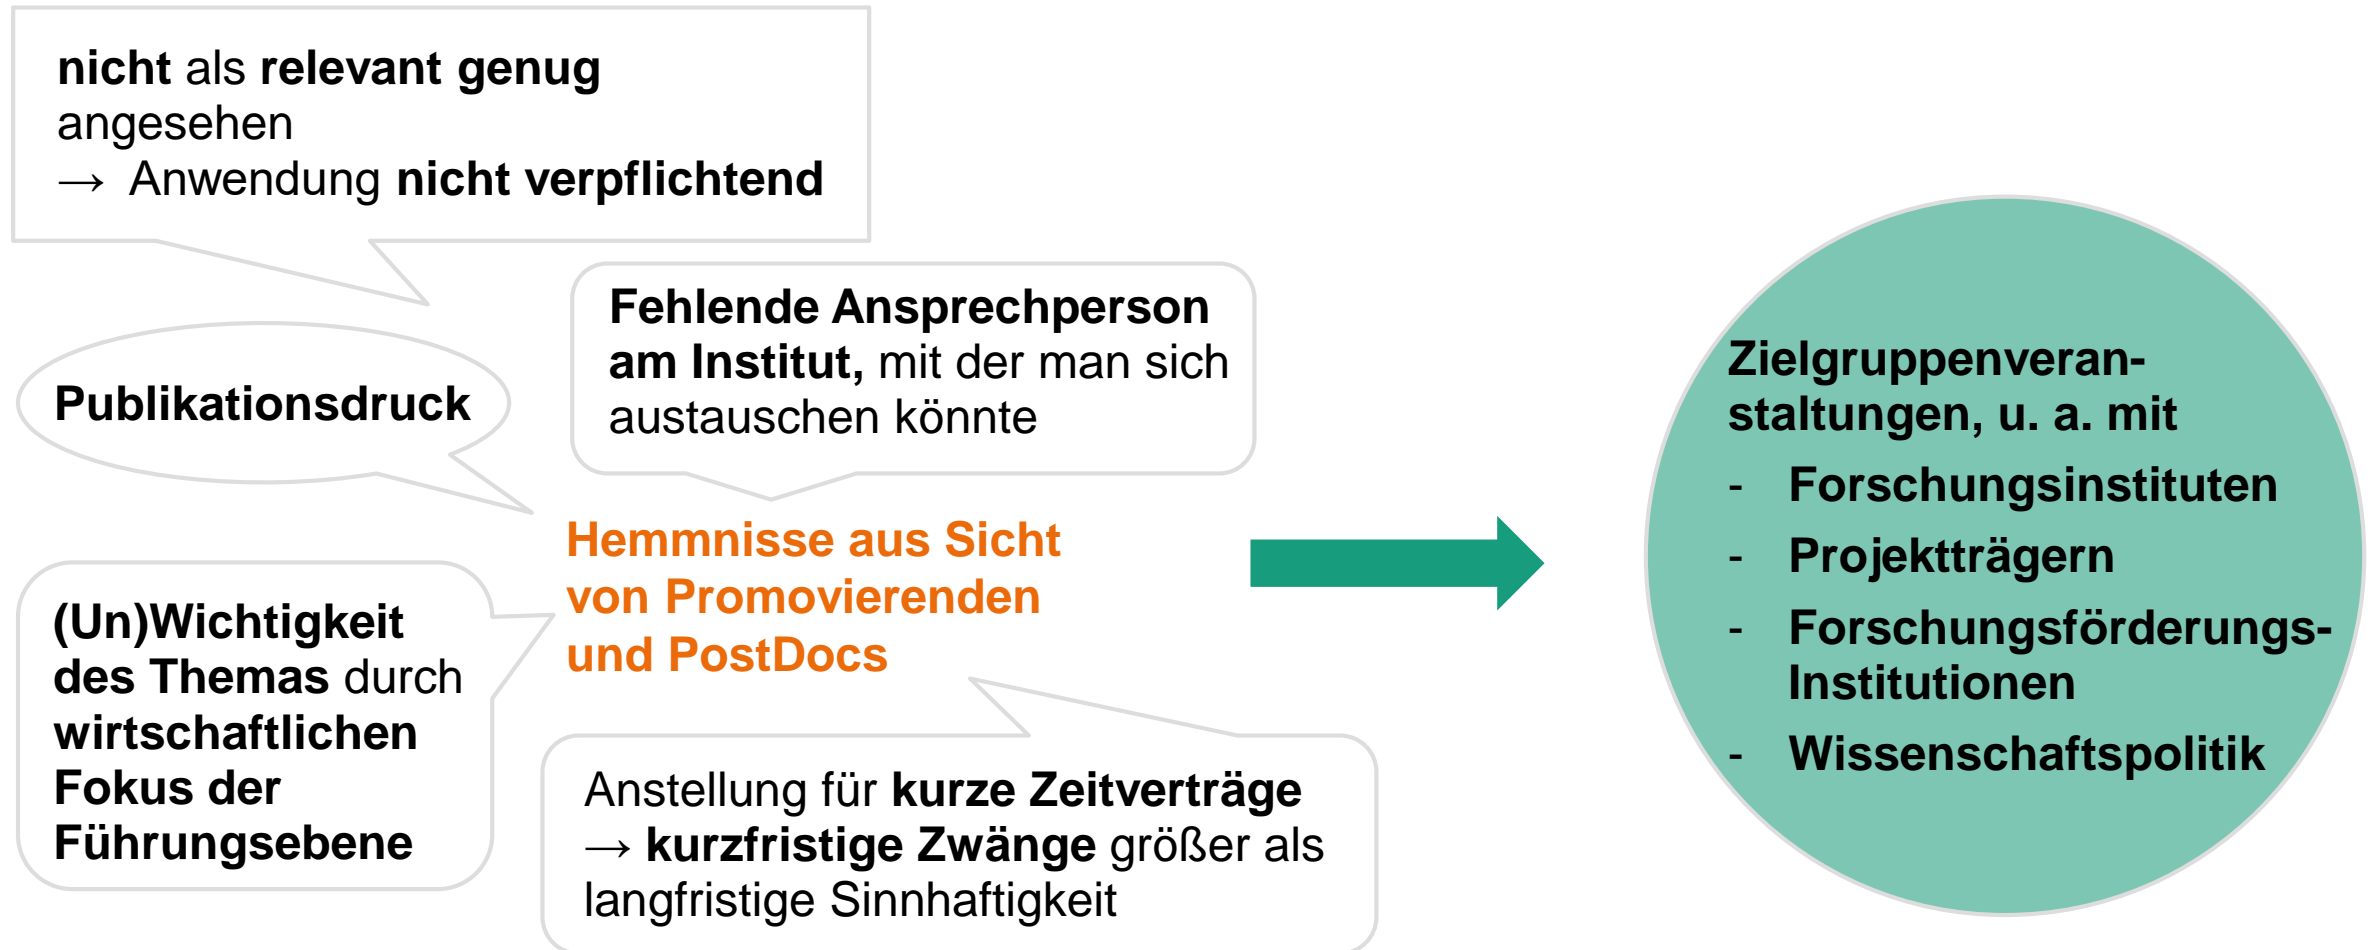 nicht als relevant genug
angesehen
→ Anwendung nicht verpflichtend
Fehlende Ansprechperson
am Institut, mit der man sich
austauschen könnte
Publikationsdruck
Hemmnisse aus Sicht
von Promovierenden
und PostDocs
(Un)Wichtigkeit
des Themas durch
wirtschaftlichen
Fokus der
Führungsebene
Anstellung für kurze Zeitverträge
→ kurzfristige Zwänge größer als
langfristige Sinnhaftigkeit
Zielgruppenveran-
staltungen, u. a. mit
- Forschungsinstituten
- Projektträgern
- Forschungsförderungs-
Institutionen
- Wissenschaftspolitik